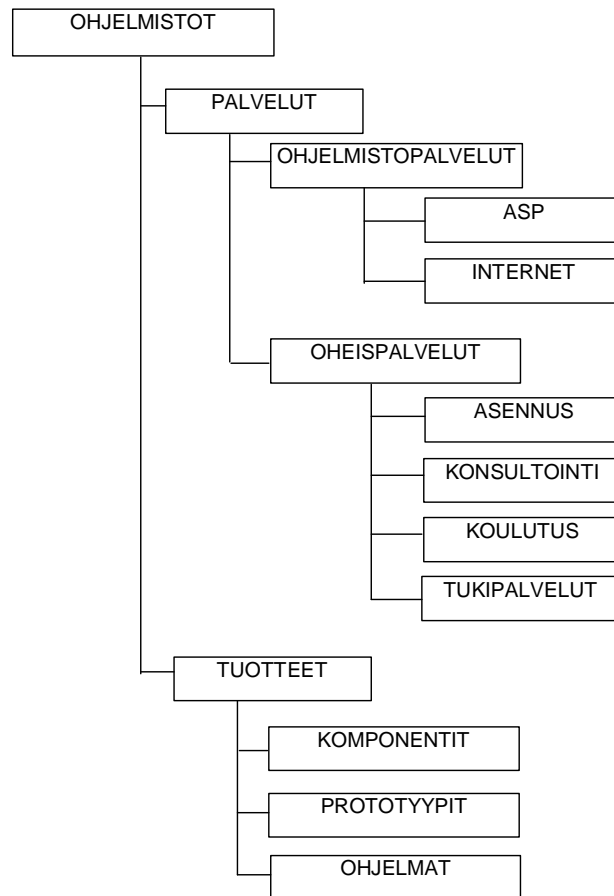 OHJELMISTOT
PALVELUT
OHJELMISTOPALVELUT
ASP
INTERNET
OHEISPALVELUT
ASENNUS
KONSULTOINTI
KOULUTUS
TUKIPALVELUT
TUOTTEET
KOMPONENTIT
PROTOTYYPIT
OHJELMAT